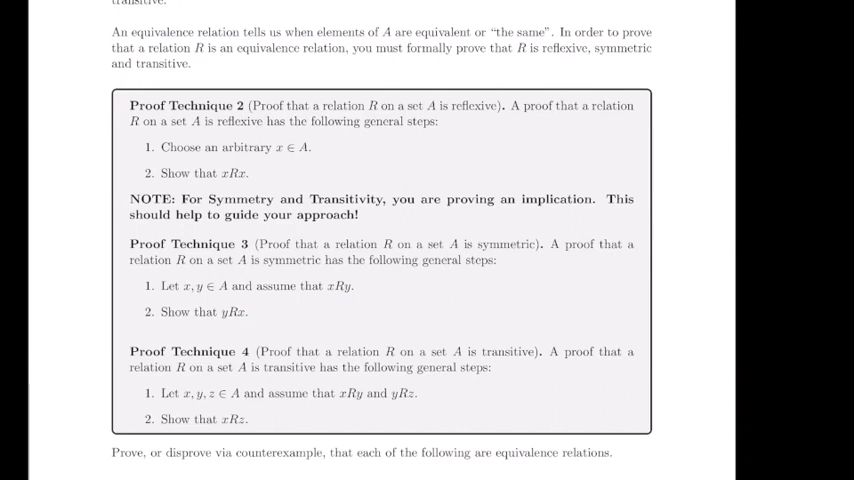 transitive.
An equivalence relation tells us when elements of A are equivalent or “the same”. In order to prove
that a relation R is an equivalence relation, you must formally prove that R is reflexive, symmetric
and transitive.
Proof Technique 2 (Proof that a relation R on a set A is reflexive). A proof that a relation
R on a set A is reflexive has the following general steps:
1. Choose an arbitrary x ∈ A.
2. Show that xRx.
NOTE: For Symmetry and Transitivity, you are proving an implication. This
should help to guide your approach!
Proof Technique 3 (Proof that a relation R on a set A is symmetric). A proof that a
relation R on a set A is symmetric has the following general steps:
1. Let x, y ∈ A and assume that xRy.
2. Show that yRx.
Proof Technique 4 (Proof that a relation R on a set A is transitive). A proof that a
relation R on a set A is transitive has the following general steps:
1. Let x, y, z ∈ A and assume that xRy and yRz.
2. Show that xRz.
Prove, or disprove via counterexample, that each of the following are equivalence relations.